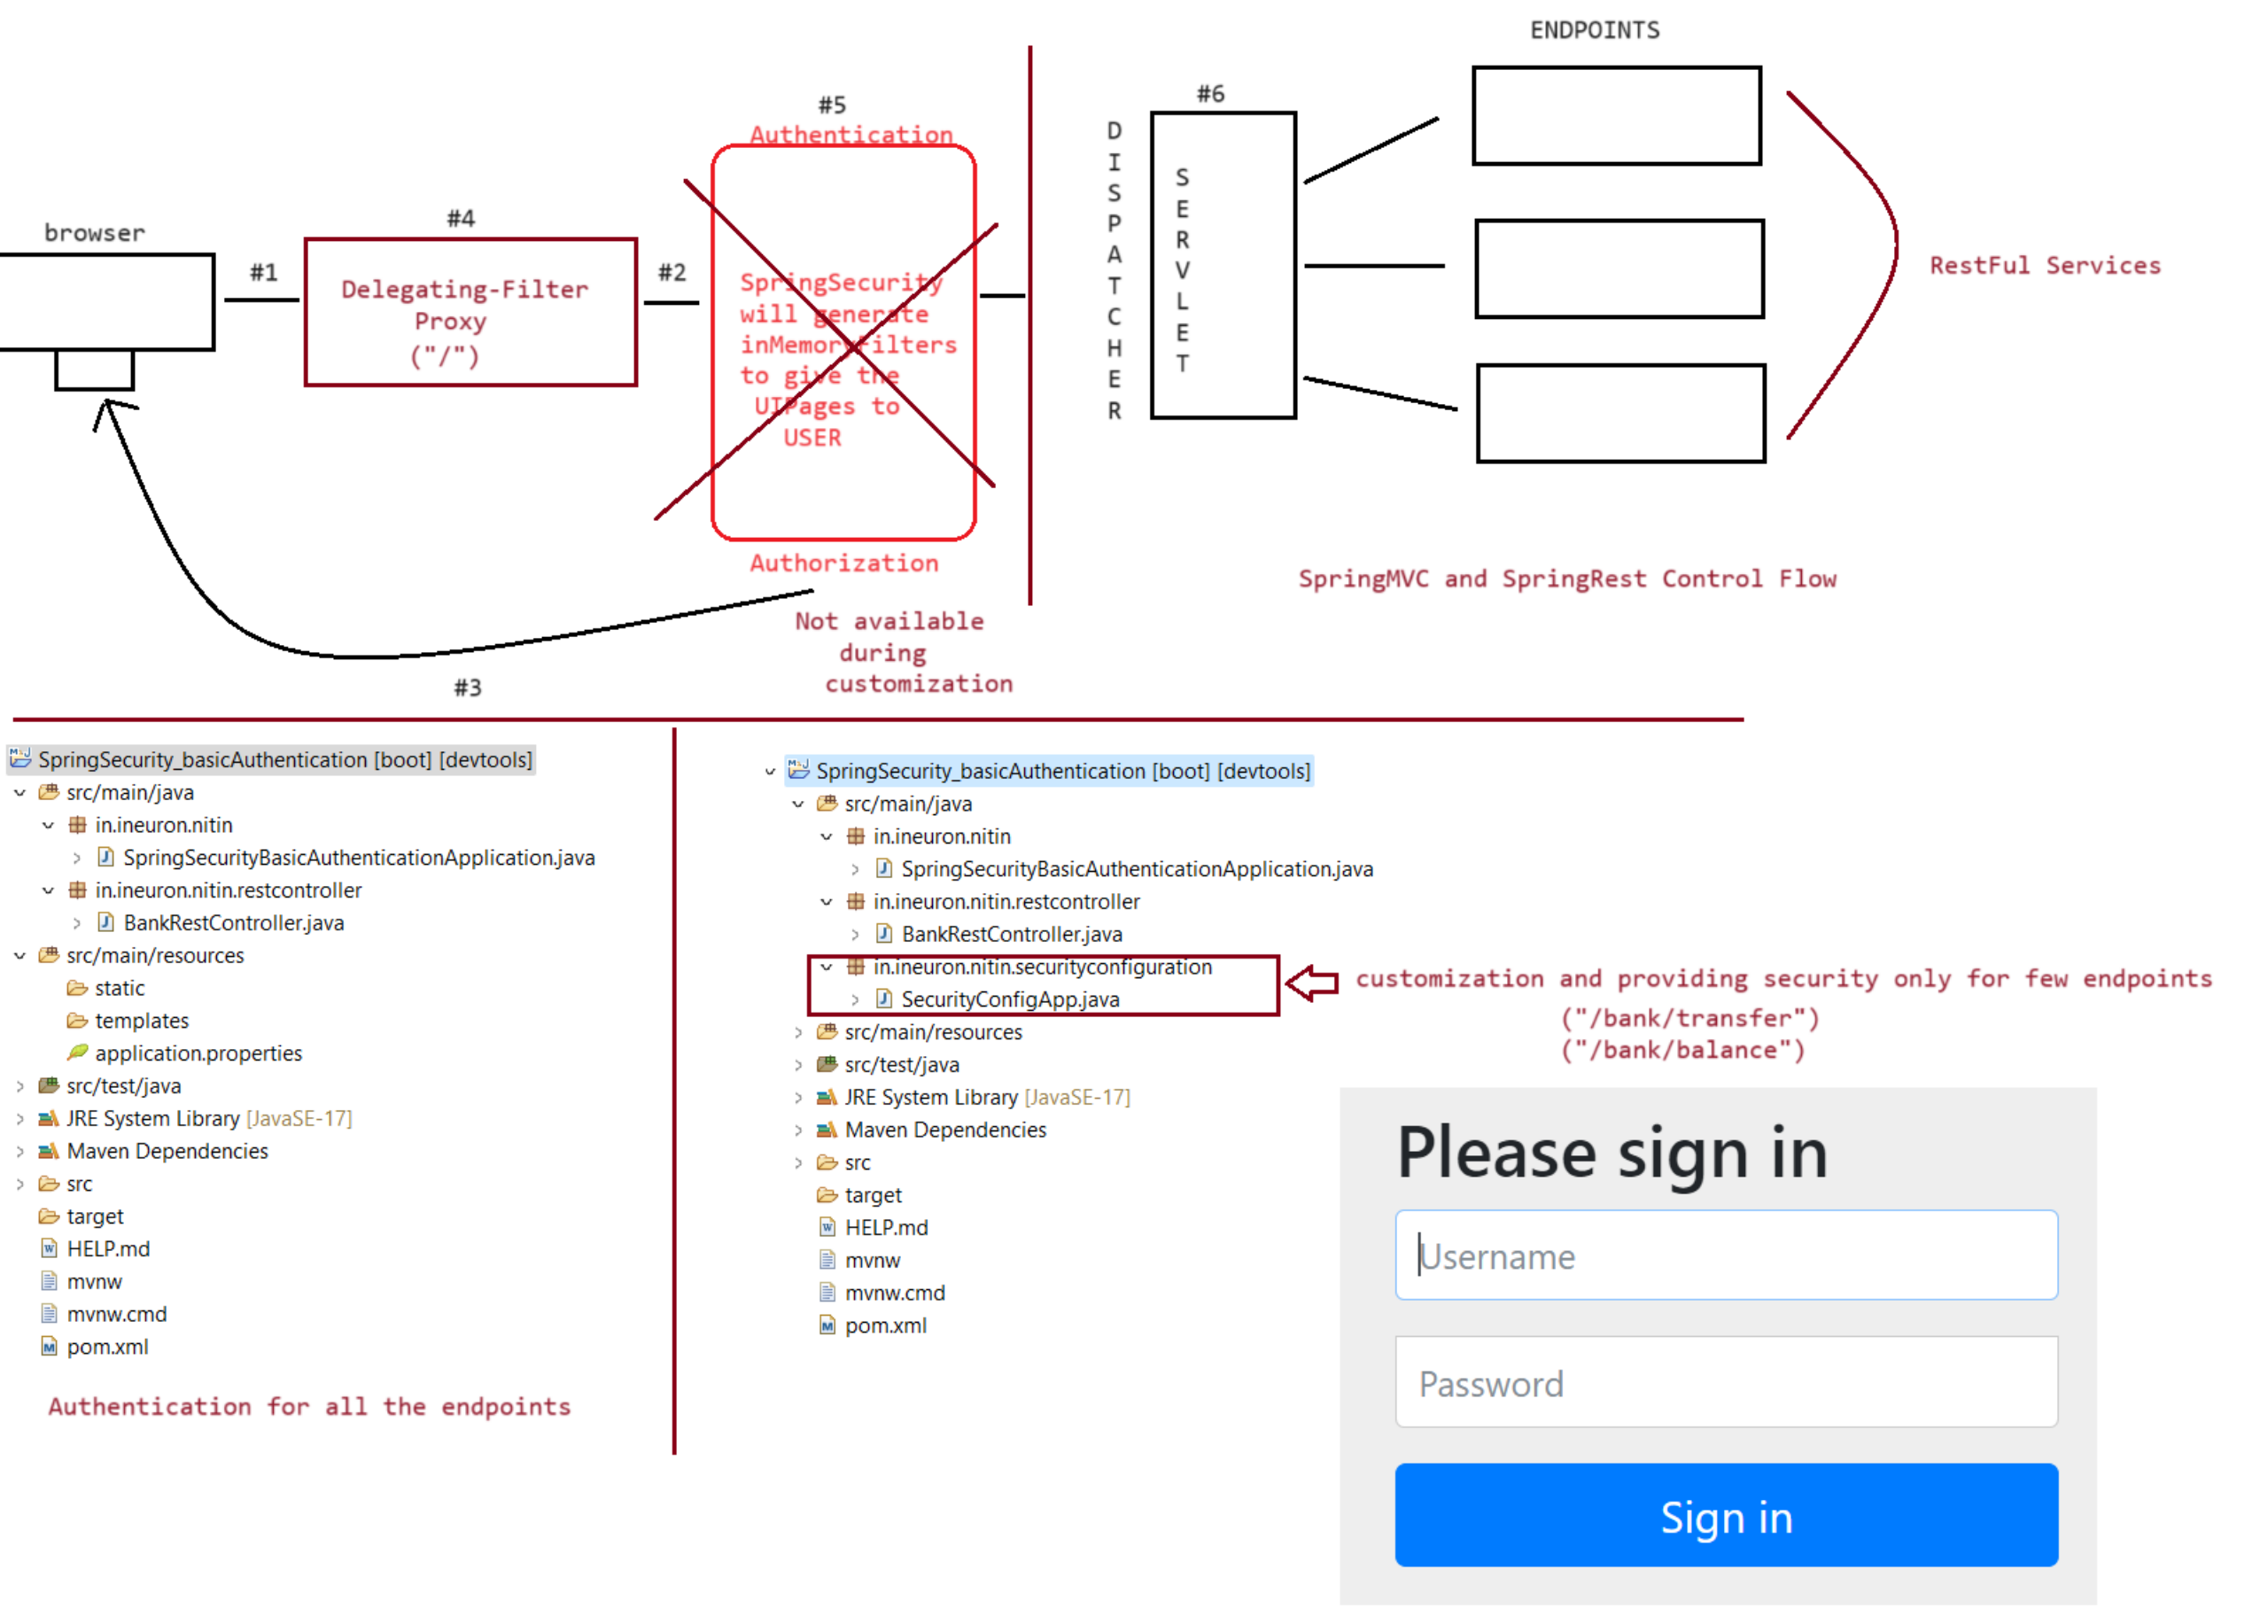 ENDPOINTS
#5
Authentication
#6
DISPATCHER
SERVLET
browser
#1
#4
Delegating-Filter
Proxy
("/")
#2
SpringSecurity
will generate
inMemoryFilters
to give the
UIPages to
USER
Authorization
Not available
during
customization
#3
RestFul Services
SpringMVC and SpringRest Control Flow
SpringSecurity_basicAuthentication [boot] [devtools]
src/main/java
in.ineuron.nitin
SpringSecurityBasicAuthenticationApplication.java
in.ineuron.nitin.restcontroller
BankRestController.java
src/main/resources
static
templates
application.properties
src/test/java
JRE System Library [JavaSE-17]
Maven Dependencies
src
target
HELP.md
mvnw
mvnw.cmd
pom.xml
Authentication for all the endpoints
SpringSecurity_basicAuthentication [boot] [devtools]
src/main/java
in.ineuron.nitin
SpringSecurityBasicAuthenticationApplication.java
in.ineuron.nitin.restcontroller
BankRestController.java
in.ineuron.nitin.securityconfiguration
SecurityConfigApp.java
src/main/resources
src/test/java
JRE System Library [JavaSE-17]
Maven Dependencies
src
target
HELP.md
mvnw
mvnw.cmd
pom.xml
customization and providing security only for few endpoints
("/bank/transfer")
("/bank/balance")
Please sign in
Username
Password
Sign in